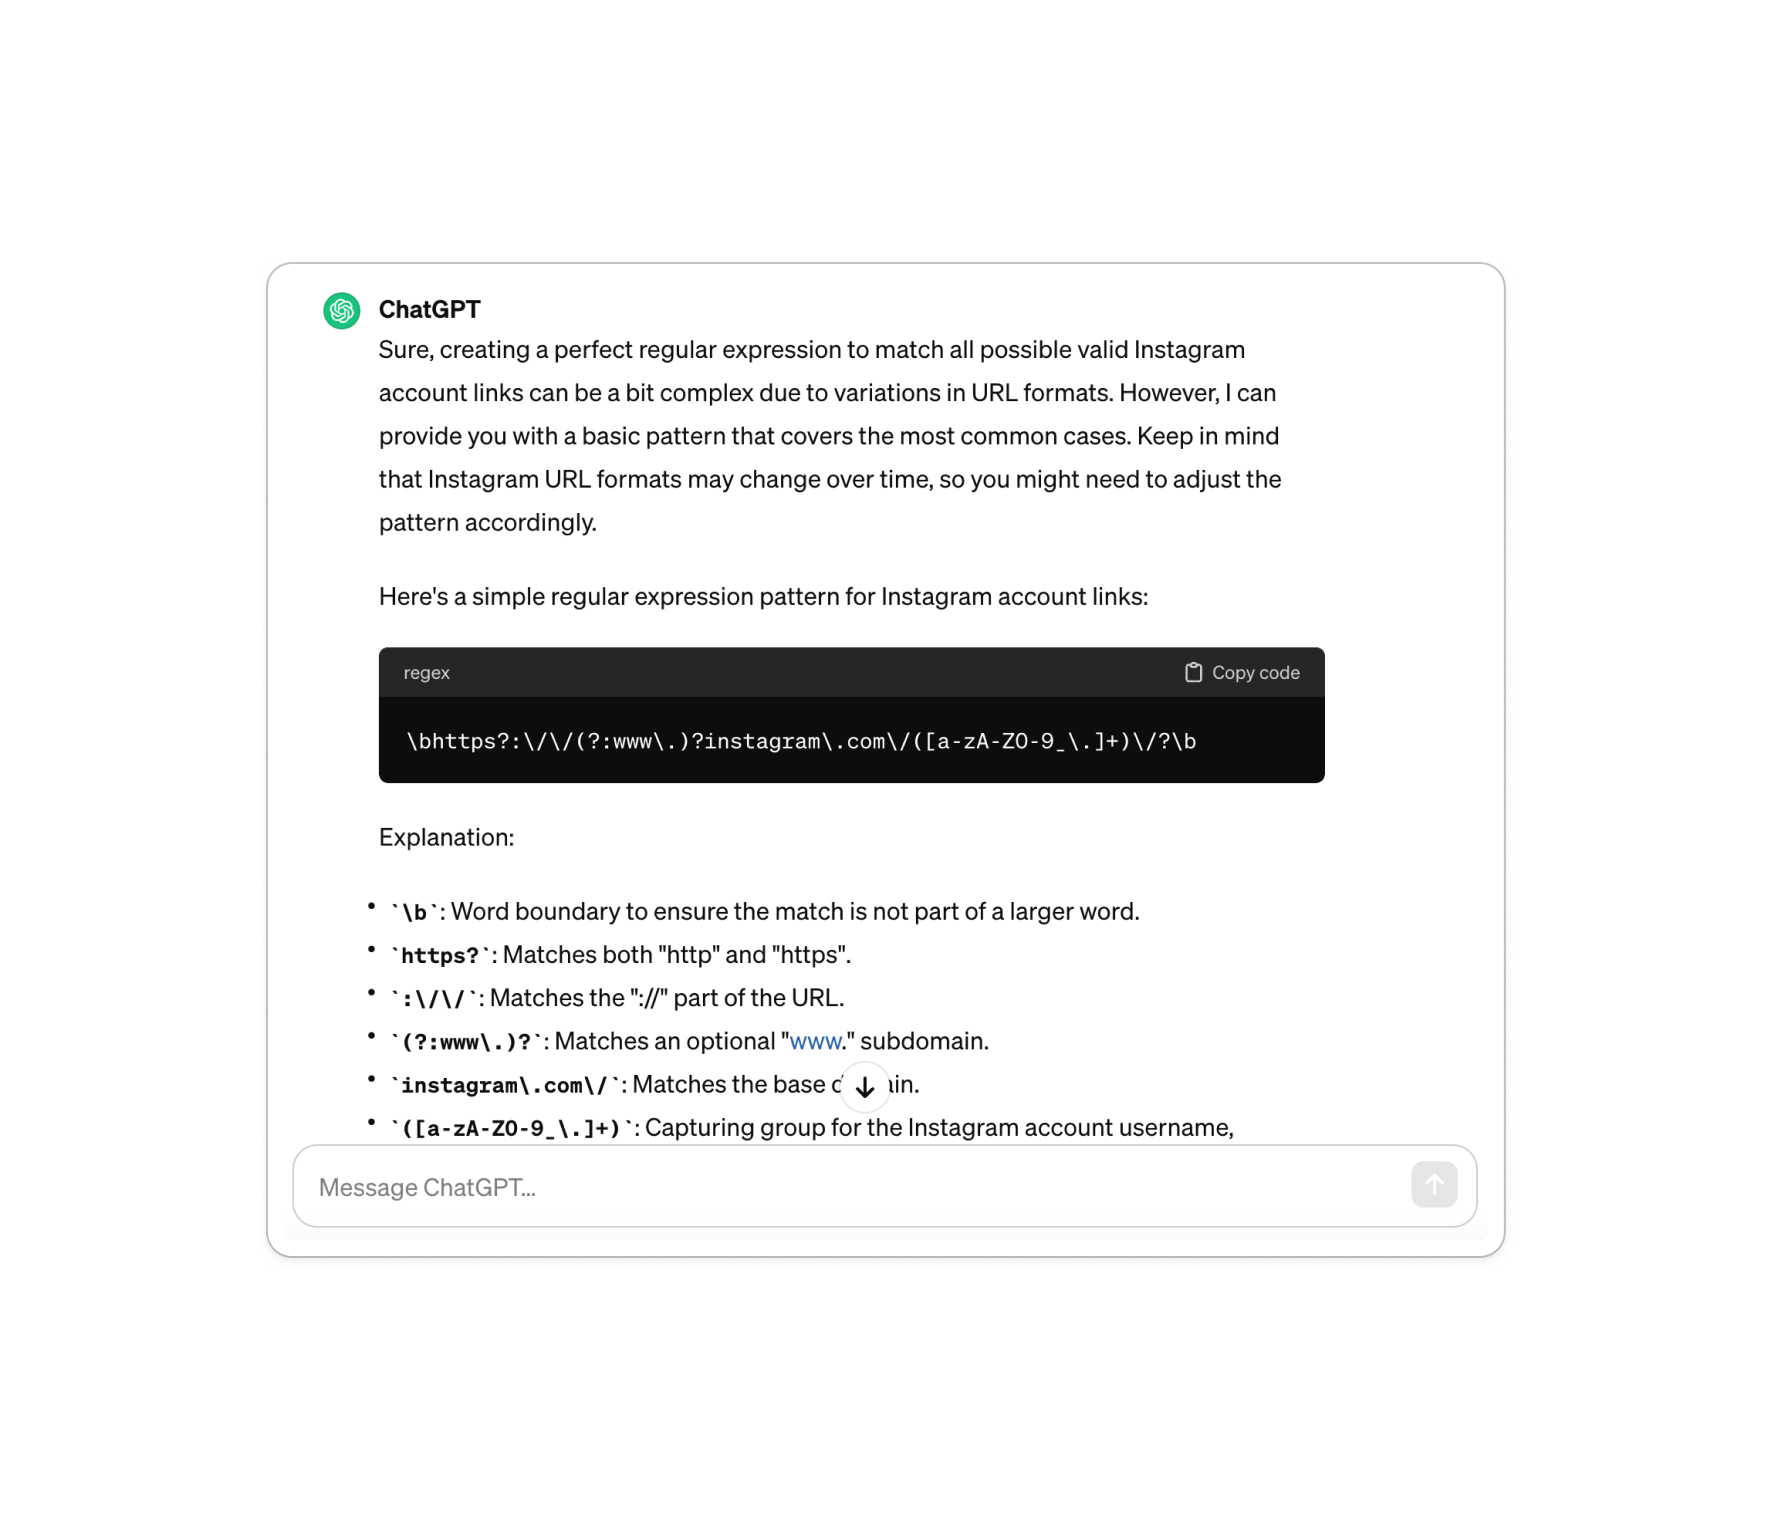 ChatGPT
Sure, creating a perfect regular expression to match all possible valid Instagram
account links can be a bit complex due to variations in URL formats. However, I can
provide you with a basic pattern that covers the most common cases. Keep in mind
that Instagram URL formats may change over time, so you might need to adjust the
pattern accordingly.
Here's a simple regular expression pattern for Instagram account links:
regex
Copy code
\bhttps?:\/\/(?:www\.)?instagram\.com\/([a-zA-Z0-9_\.]+)\/?\b
Explanation:
• `\b`: Word boundary to ensure the match is not part of a larger word.
• `https?`: Matches both "http" and "https".
• `:\/\/`: Matches the "://" part of the URL.
• `(?:www\.)?`: Matches an optional "www." subdomain.
• `instagram\.com\/`: Matches the base
• `([a-zA-Z0-9_\.]+)`: Capturing group for the Instagram account username,
Message ChatGPT...